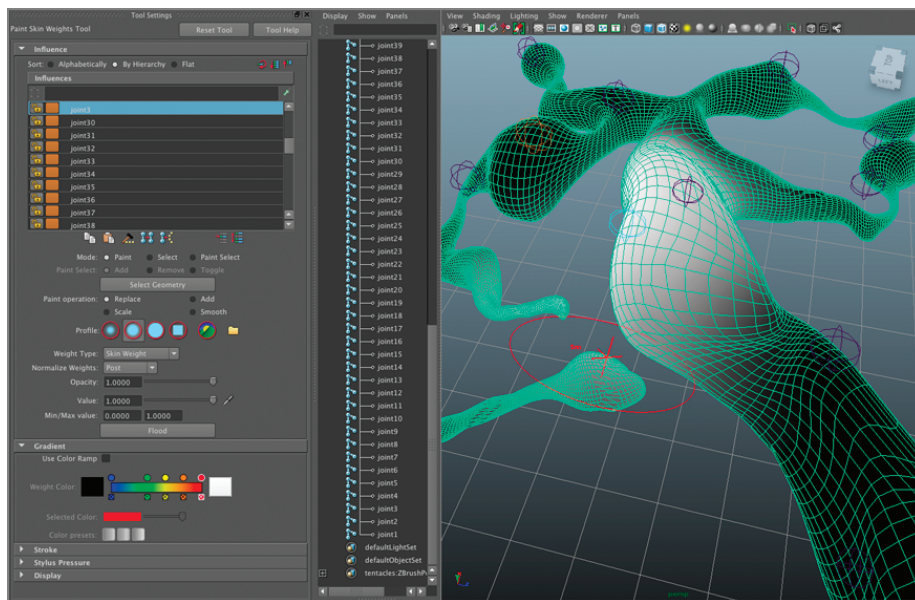 Tool Settings
Paint Skin Weights Tool
Reset Tool
Tool Help
Influence
Sort: Alphabetically By Hierarchy Flat
Influences
joint3
joint30
joint31
joint32
joint33
joint34
joint35
joint36
joint37
joint38
Mode: Paint Select Paint Select
Paint Select: Add Remove Toggle
Select Geometry
Paint operation: Replace Add
Scale Smooth
Profile:
Weight Type: Skin Weight
Normalize Weights: Post
Opacity: 1.0000
Value: 1.0000
Min/Max value: 0.0000 1.0000
Flood
Gradient
Use Color Ramp
Weight Color:
Selected Color:
Color presets:
Stroke
Stylus Pressure
Display
Display Show Panels
joint39
joint38
joint37
joint36
joint35
joint34
joint33
joint32
joint31
joint30
joint29
joint28
joint27
joint26
joint25
joint24
joint23
joint22
joint21
joint20
joint19
joint18
joint17
joint16
joint15
joint14
joint13
joint12
joint11
joint10
joint9
joint8
joint7
joint6
joint5
joint4
joint3
joint2
joint1
defaultLightSet
defaultObjectSet
tentacles:ZBrushPo
View Shading Lighting Show Renderer Panels
persp